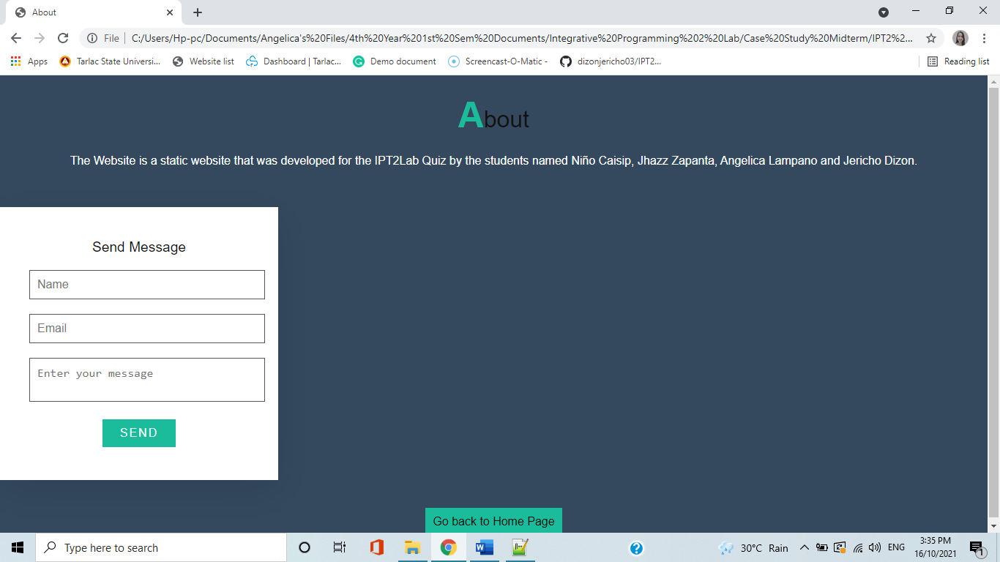 About
File
C:/Users/Hp-pc/Documents/Angelica's%20Files/4th%20Year%201st%20Sem%20Documents/Integrative%20Programming%202%20Lab/Case%20Study%20Midterm/IPT2%2...
Apps
Tarlac State Universi...
Website list
Dashboard | Tarlac...
Demo document
Screencast-O-Matic -
dizonjericho03/IPT2...
Reading list
About
The Website is a static website that was developed for the IPT2Lab Quiz by the students named Niño Caisip, Jhazz Zapanta, Angelica Lampano and Jericho Dizon.
Send Message
Name
Email
Enter your message
SEND
Go back to Home Page
Type here to search
30°C Rain
ENG
3:35 PM
16/10/2021
1